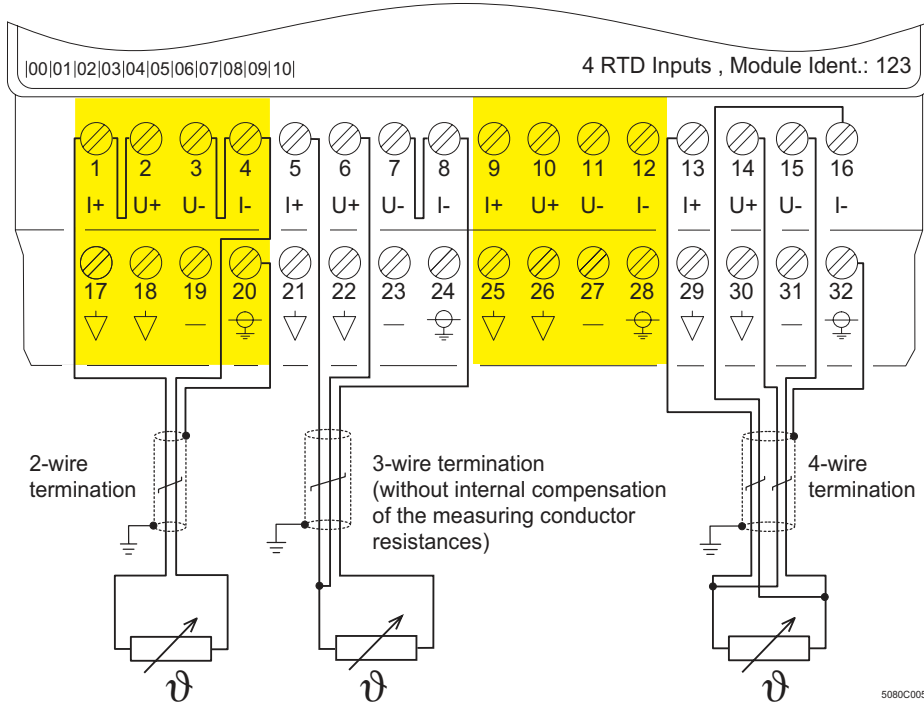 |00|01|02|03|04|05|06|07|08|09|10|
4 RTD Inputs , Module Ident.: 123
1 2 3 4 5 6 7 8 9 10 11 12 13 14 15 16
I+ U+ U- I- I+ U+ U- I- I+ U+ U- I- I+ U+ U- I-
17 18 19 20 21 22 23 24 25 26 27 28 29 30 31 32
2-wire
termination
3-wire termination
(without internal compensation
of the measuring conductor
resistances)
4-wire
termination
ϑ ϑ ϑ
5080C005